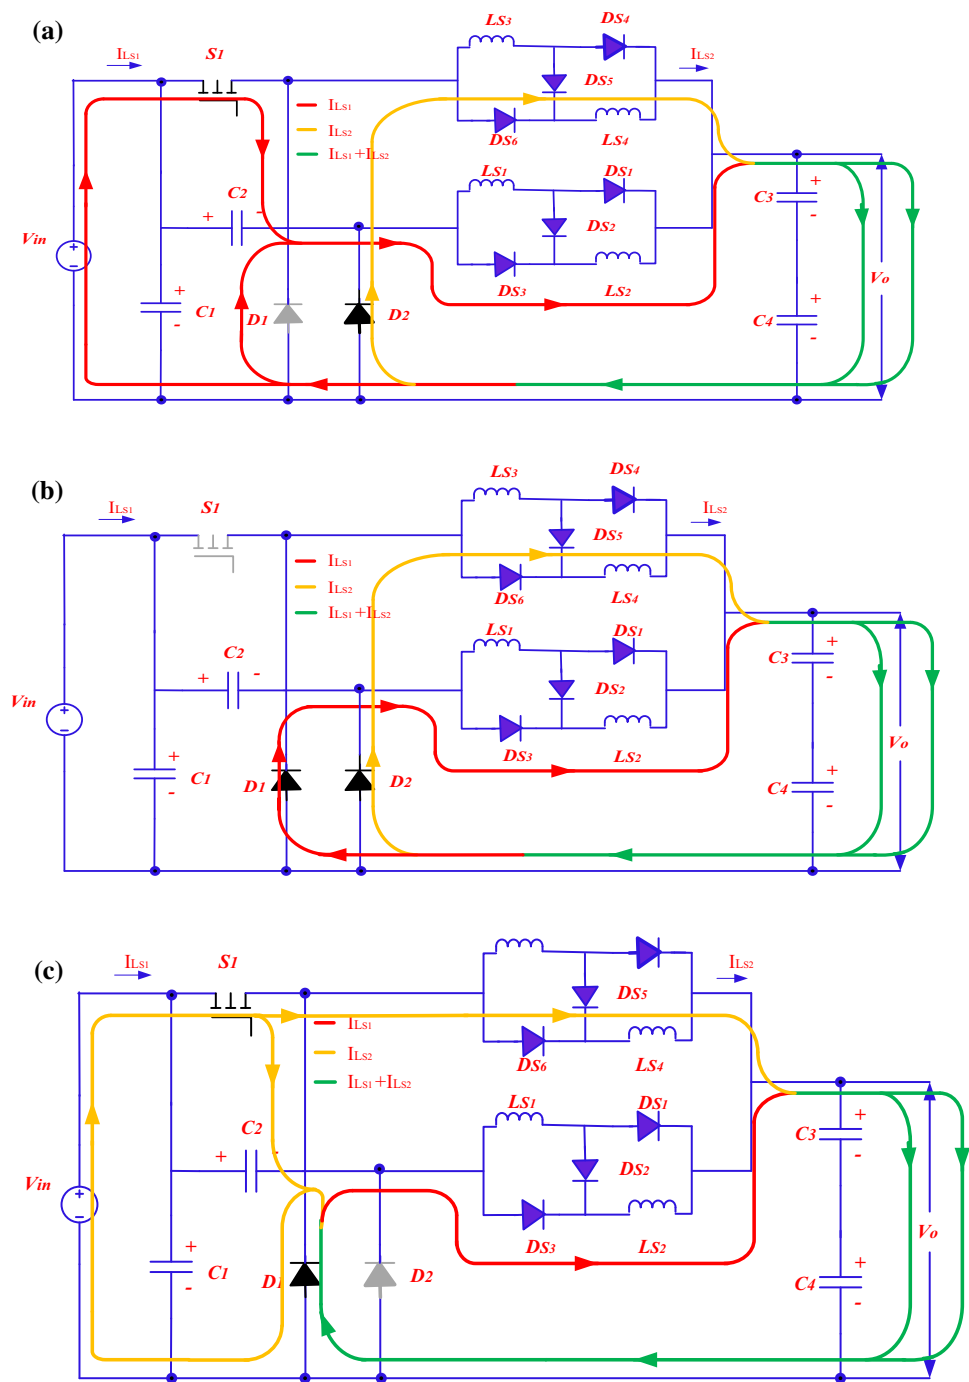 (a)
ILS1
S1
LS3
DS4
ILS2
DS5
ILS1
ILS2
ILS1+ILS2
DS6
LS4
C2
+ -
LS1
DS1
C3
+
-
Vin
+
-
DS2
Vo
+
C1
-
D1
D2
DS3
LS2
C4
+
-
(b)
ILS1
S1
LS3
DS4
ILS2
DS5
ILS1
ILS2
ILS1+ILS2
DS6
LS4
C2
+ -
LS1
DS1
C3
+
-
Vin
+
-
DS2
Vo
C1
+
-
D1
D2
DS3
LS2
C4
+
-
(c)
ILS1
S1
ILS2
DS5
ILS1
ILS2
ILS1+ILS2
DS6
LS4
C2
+ -
LS1
DS1
C3
+
-
Vin
+
-
DS2
Vo
C1
+
-
D1
D2
DS3
LS2
C4
+
-